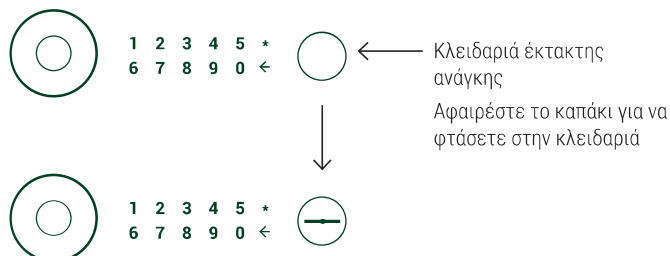 1 2 3 4 5 *
6 7 8 9 0 ←
Κλειδαριά έκτακτης
ανάγκης
Αφαιρέστε το καπάκι για να
φτάσετε στην κλειδαριά
1 2 3 4 5 *
6 7 8 9 0 ←